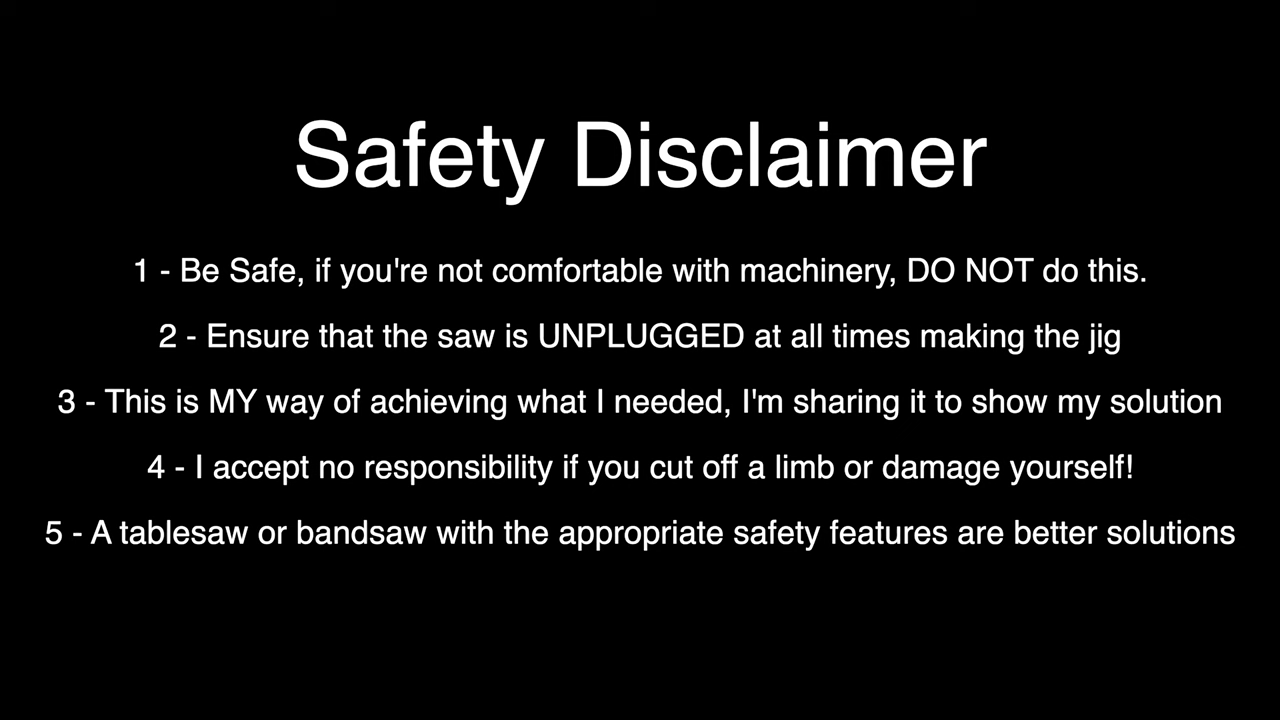 Safety Disclaimer
1 - Be Safe, if you're not comfortable with machinery, DO NOT do this.
2 - Ensure that the saw is UNPLUGGED at all times making the jig
3 - This is MY way of achieving what I needed, I'm sharing it to show my solution
4 - I accept no responsibility if you cut off a limb or damage yourself!
5 - A tablesaw or bandsaw with the appropriate safety features are better solutions